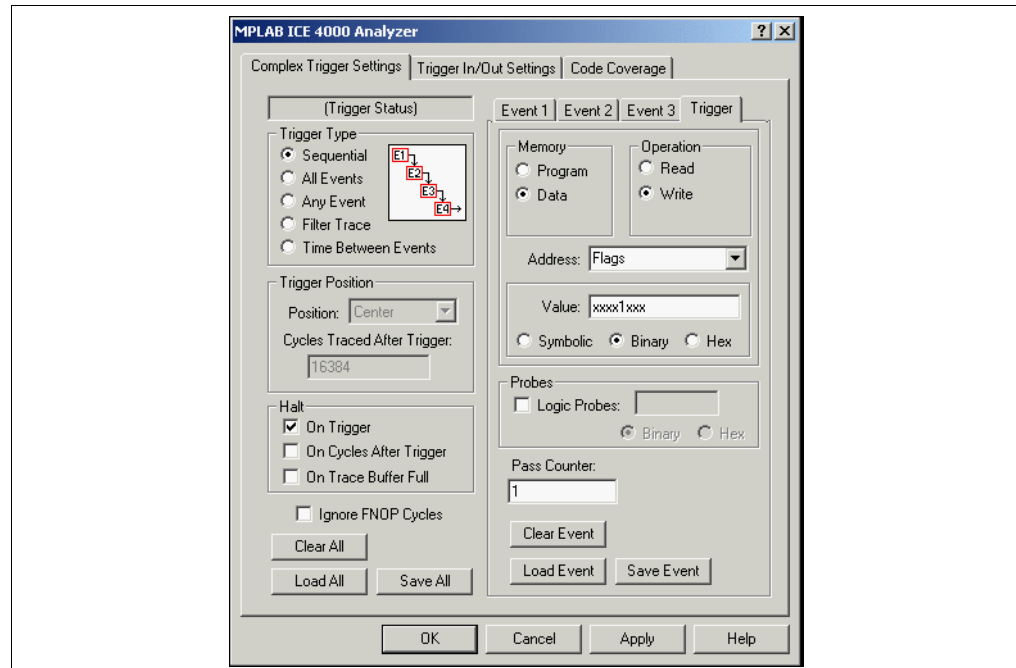 MPLAB ICE 4000 Analyzer
Complex Trigger Settings Trigger In/Out Settings Code Coverage
(Trigger Status)
Trigger Type
Sequential
All Events
Any Event
Filter Trace
Time Between Events
E1
E2
E3
E4
Trigger Position
Position: Center
Cycles Traced After Trigger:
16384
Halt
On Trigger
On Cycles After Trigger
On Trace Buffer Full
Ignore FNOP Cycles
Clear All
Load All Save All
Event 1 Event 2 Event 3 Trigger
Memory
Program
Data
Operation
Read
Write
Address: Flags
Value: xxxx1xxx
Symbolic Binary Hex
Probes
Logic Probes:
Binary Hex
Pass Counter:
1
Clear Event
Load Event Save Event
OK Cancel Apply Help